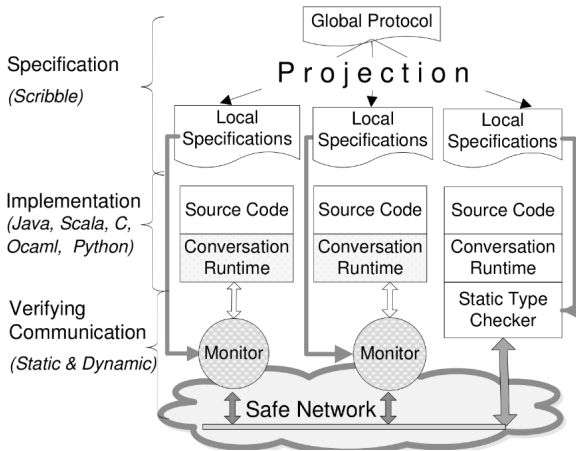 Global Protocol
Specification
(Scribble)
Projection
Local
Specifications
Local
Specifications
Local
Specifications
Implementation
(Java, Scala, C,
Ocaml, Python)
Source Code
Conversation
Runtime
Source Code
Conversation
Runtime
Source Code
Conversation
Runtime
Static Type
Checker
Verifying
Communication
(Static & Dynamic)
Monitor
Monitor
Safe Network